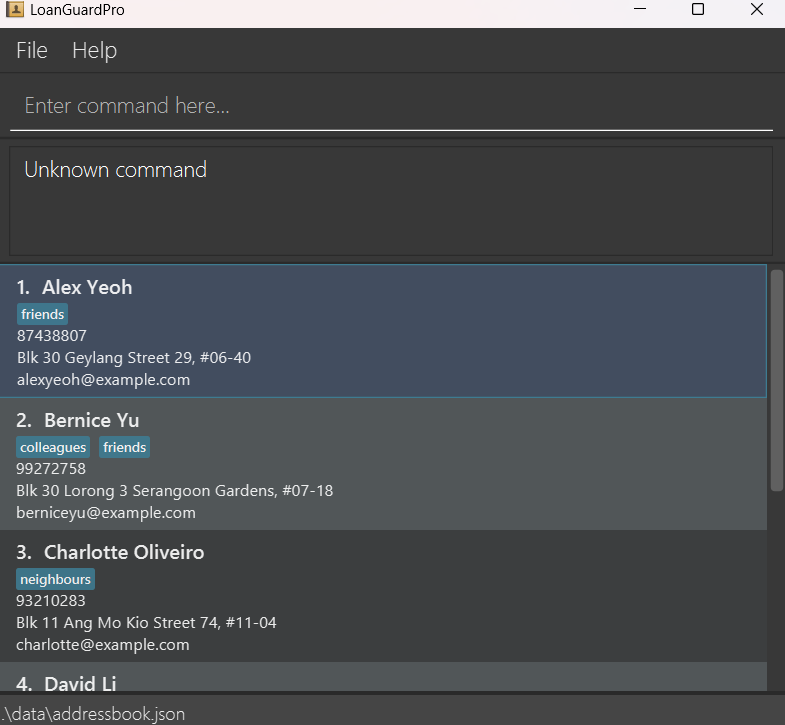 LoanGuardPro
File Help
Enter command here...
Unknown command
1. Alex Yeoh
friends
87438807
Blk 30 Geylang Street 29, #06-40
alexyeoh@example.com
2. Bernice Yu
colleagues friends
99272758
Blk 30 Lorong 3 Serangoon Gardens, #07-18
berniceyu@example.com
3. Charlotte Oliveiro
neighbours
93210283
Blk 11 Ang Mo Kio Street 74, #11-04
charlotte@example.com
4. David Li
.\data\addressbook.json